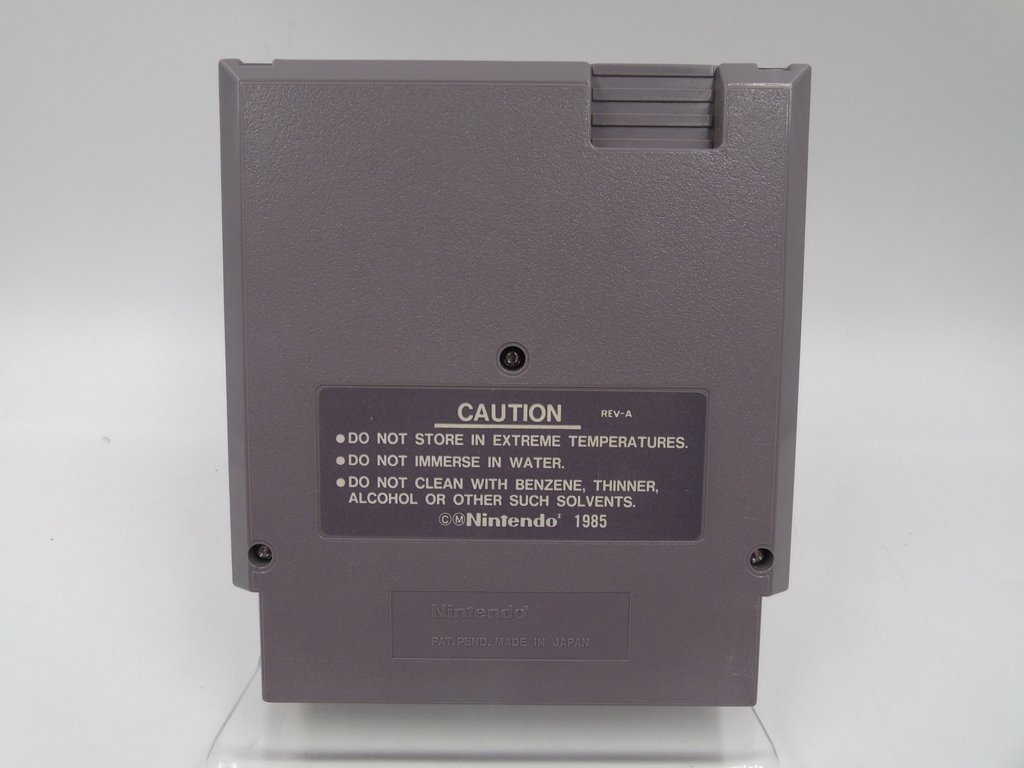 CAUTION REV-A
●DO NOT STORE IN EXTREME TEMPERATURES.
●DO NOT IMMERSE IN WATER.
●DO NOT CLEAN WITH BENZENE, THINNER,
ALCOHOL OR OTHER SUCH SOLVENTS.
©ⓂNintendo® 1985
Nintendo®
PAT.PEND. MADE IN JAPAN